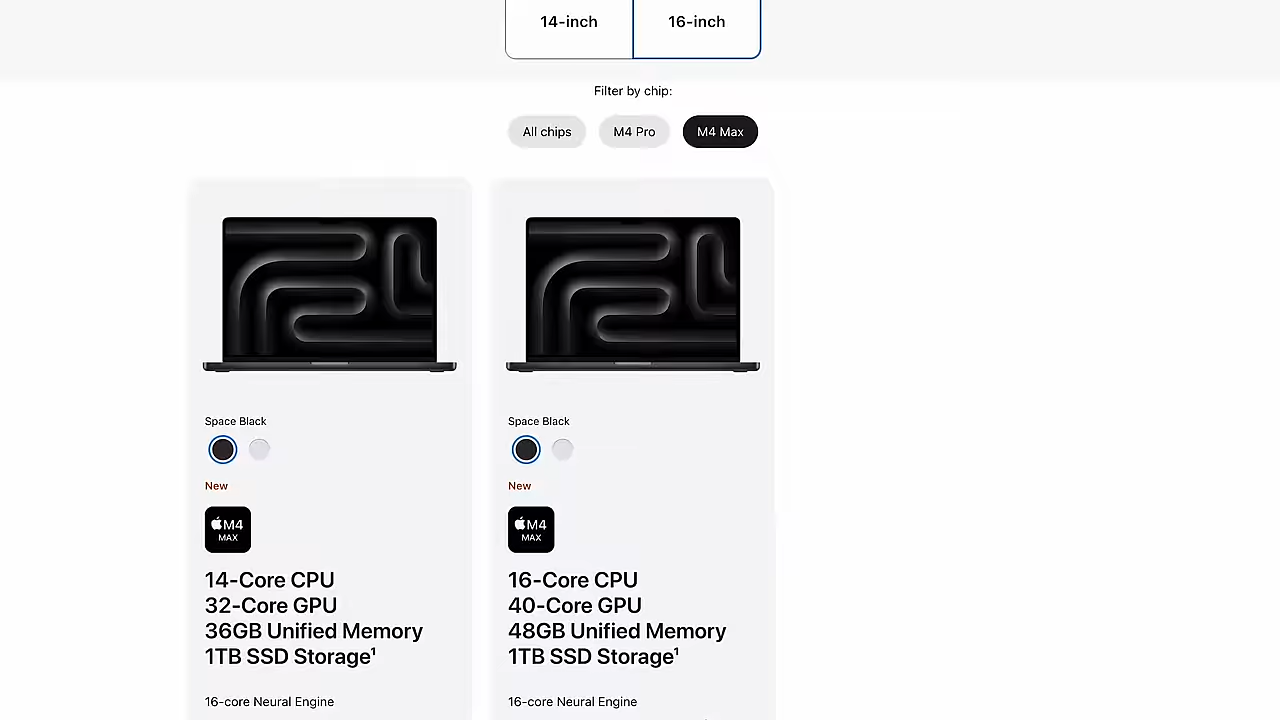 14-inch
16-inch
Filter by chip:
All chips
M4 Pro
M4 Max
Space Black
New
M4
MAX
14-Core CPU
32-Core GPU
36GB Unified Memory
1TB SSD Storage¹
16-core Neural Engine
Space Black
New
M4
MAX
16-Core CPU
40-Core GPU
48GB Unified Memory
1TB SSD Storage¹
16-core Neural Engine